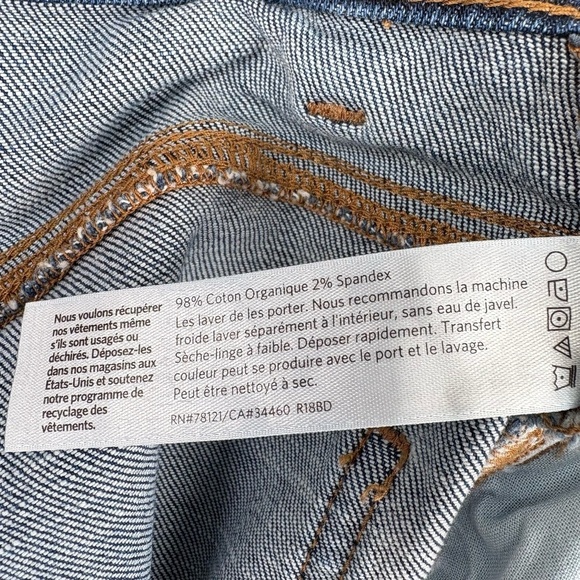 Nous voulons récupérer
nos vêtements même
s'ils sont usagés ou
déchirés. Déposez-les
dans nos magasins aux
États-Unis et soutenez
notre programme de
recyclage des
vêtements.
98% Coton Organique 2% Spandex
Les laver de les porter. Nous recommandons la machine
froide laver séparément à l'intérieur, sans eau de javel.
Sèche-linge à faible. Déposer rapidement. Transfert
couleur peut se produire avec le port et le lavage.
Peut être nettoyé à sec.
RN#78121/CA#34460 R18BD